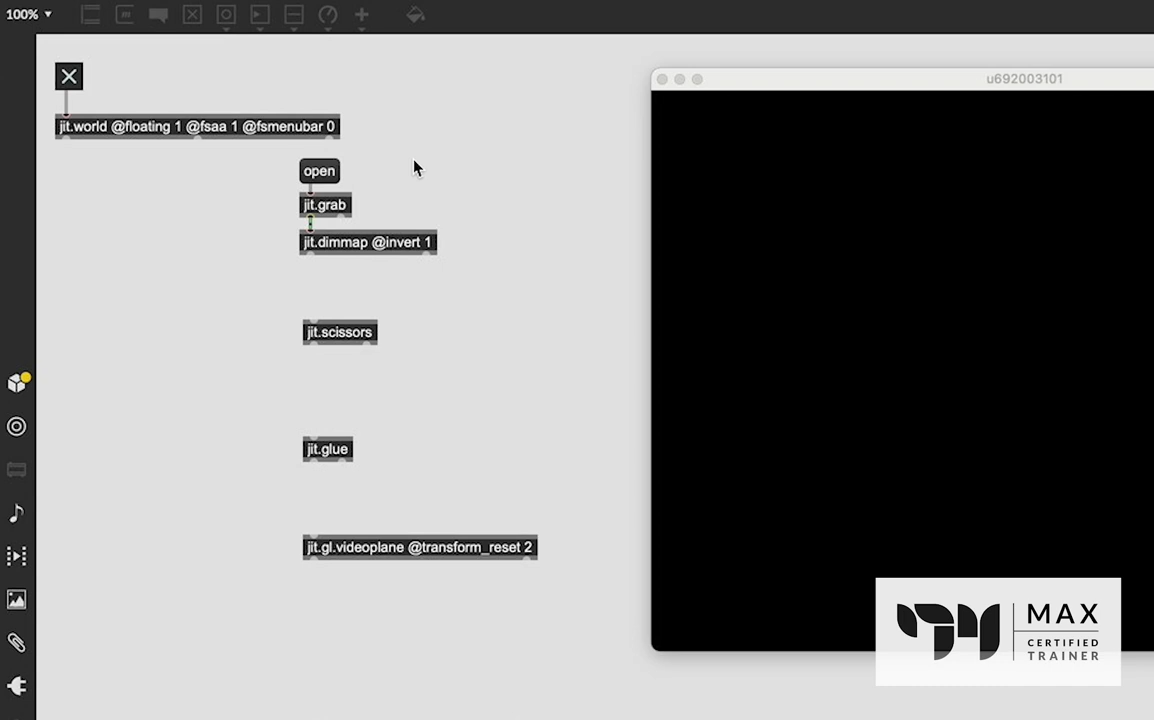 100%
u692003101
jit.world @floating 1 @fsaa 1 @fsmenubar 0
open
jit.grab
jit.dimmap @invert 1
jit.scissors
jit.glue
jit.gl.videoplane @transform_reset 2
MAX
CERTIFIED
TRAINER